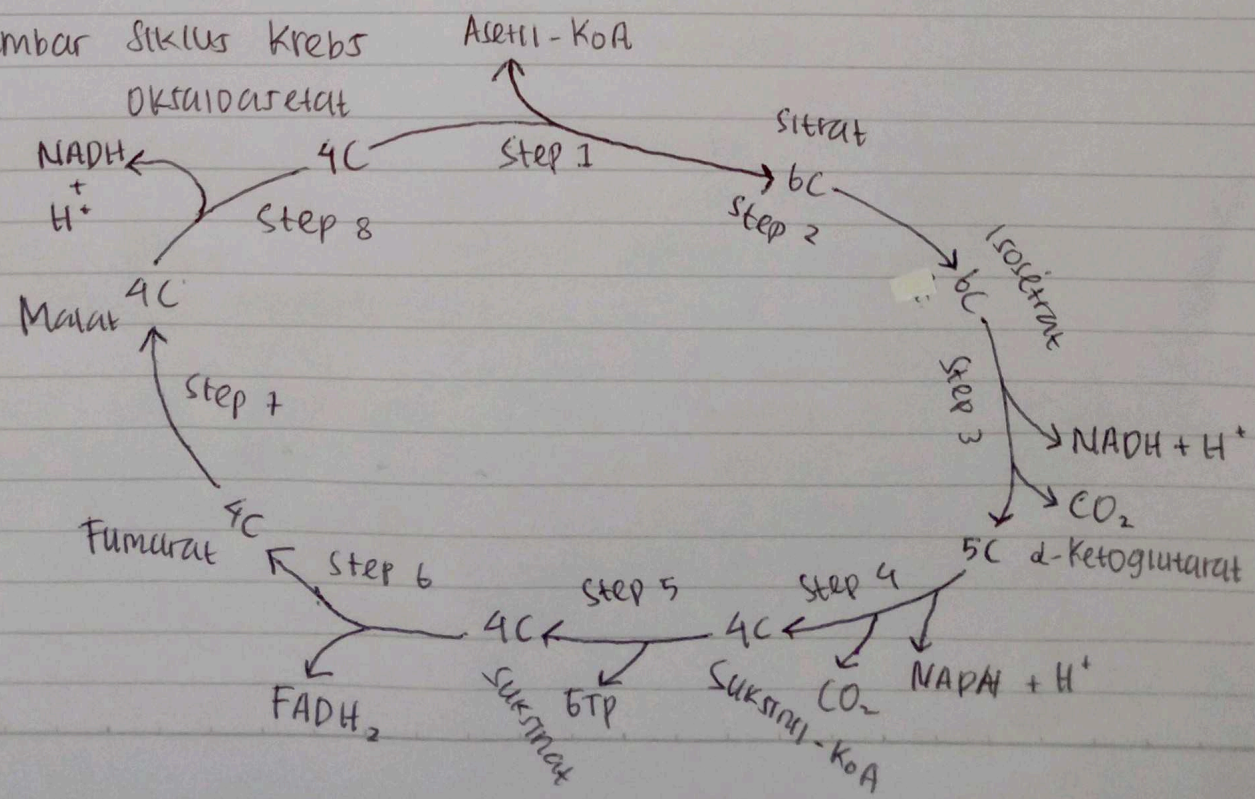 mbar Siklus Krebs
Asetil-KoA
Oksaloasetat
4C
Step 1
Sitrat
6C
Step 2
Isositrat
6C
Step 3
NADH + H⁺
CO₂
5C α-Ketoglutarat
Step 4
NADH + H⁺
CO₂
4C
Suksinil-KoA
Step 5
GTP
4C
Suksinat
Step 6
FADH₂
4C
Fumarat
Step 7
4C
Malat
Step 8
NADH
+
H⁺